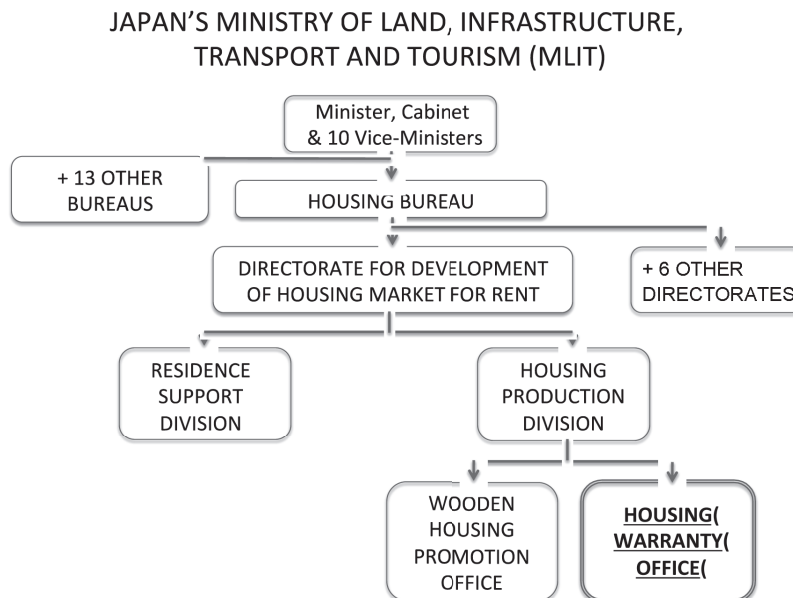 JAPAN’S MINISTRY OF LAND, INFRASTRUCTURE,
TRANSPORT AND TOURISM (MLIT)
Minister, Cabinet
& 10 Vice-Ministers
+ 13 OTHER
BUREAUS
HOUSING BUREAU
DIRECTORATE FOR DEVELOPMENT
OF HOUSING MARKET FOR RENT
+ 6 OTHER
DIRECTORATES
RESIDENCE
SUPPORT
DIVISION
HOUSING
PRODUCTION
DIVISION
WOODEN
HOUSING
PROMOTION
OFFICE
HOUSING(
WARRANTY(
OFFICE(